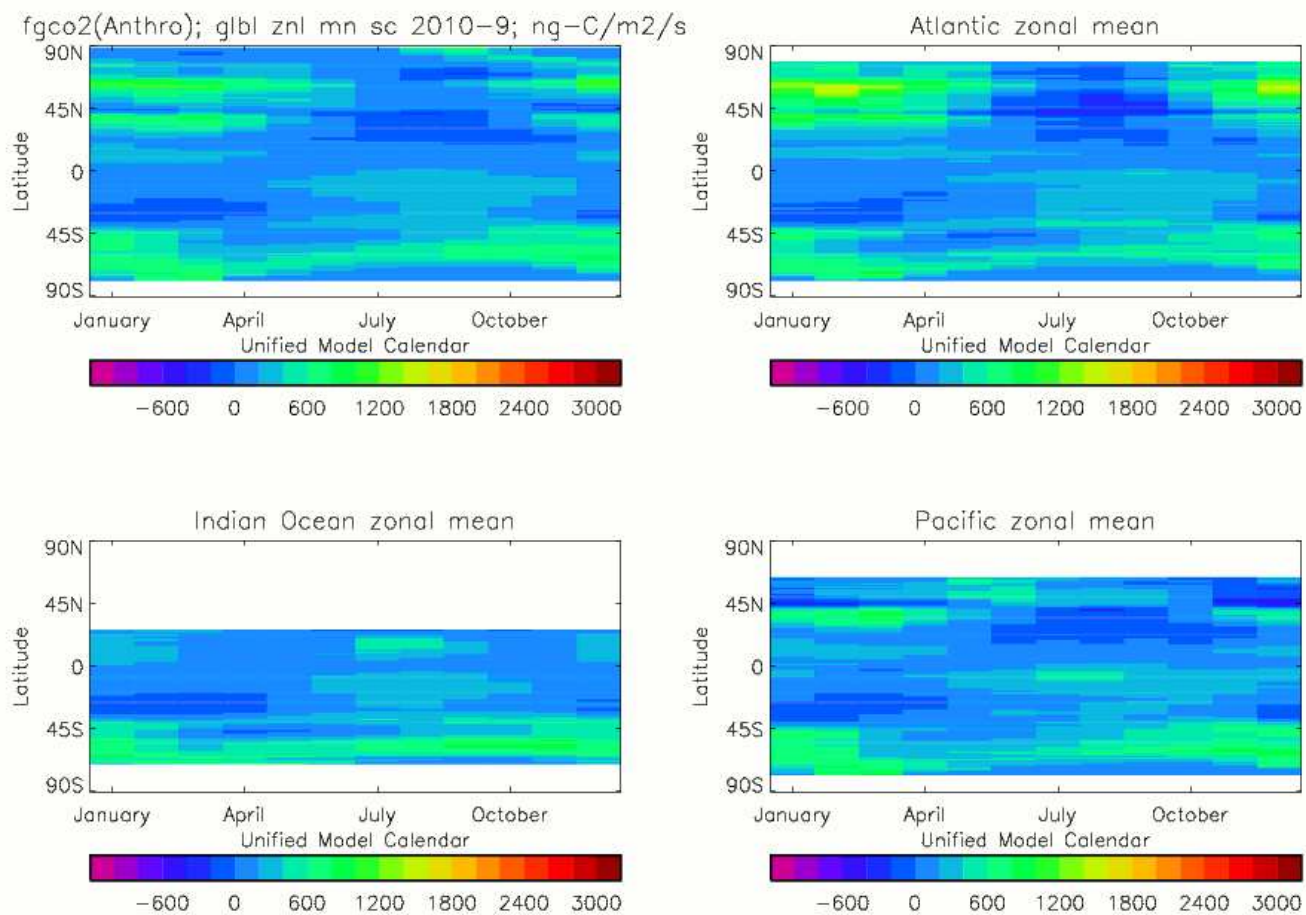 fgco2(Anthro); glbl znl mn sc 2010-9; ng-C/m2/s
90N
45N
0
45S
90S
Latitude
January April July October
Unified Model Calendar
-600 0 600 1200 1800 2400 3000
Atlantic zonal mean
90N
45N
0
45S
90S
Latitude
January April July October
Unified Model Calendar
-600 0 600 1200 1800 2400 3000
Indian Ocean zonal mean
90N
45N
0
45S
90S
Latitude
January April July October
Unified Model Calendar
-600 0 600 1200 1800 2400 3000
Pacific zonal mean
90N
45N
0
45S
90S
Latitude
January April July October
Unified Model Calendar
-600 0 600 1200 1800 2400 3000